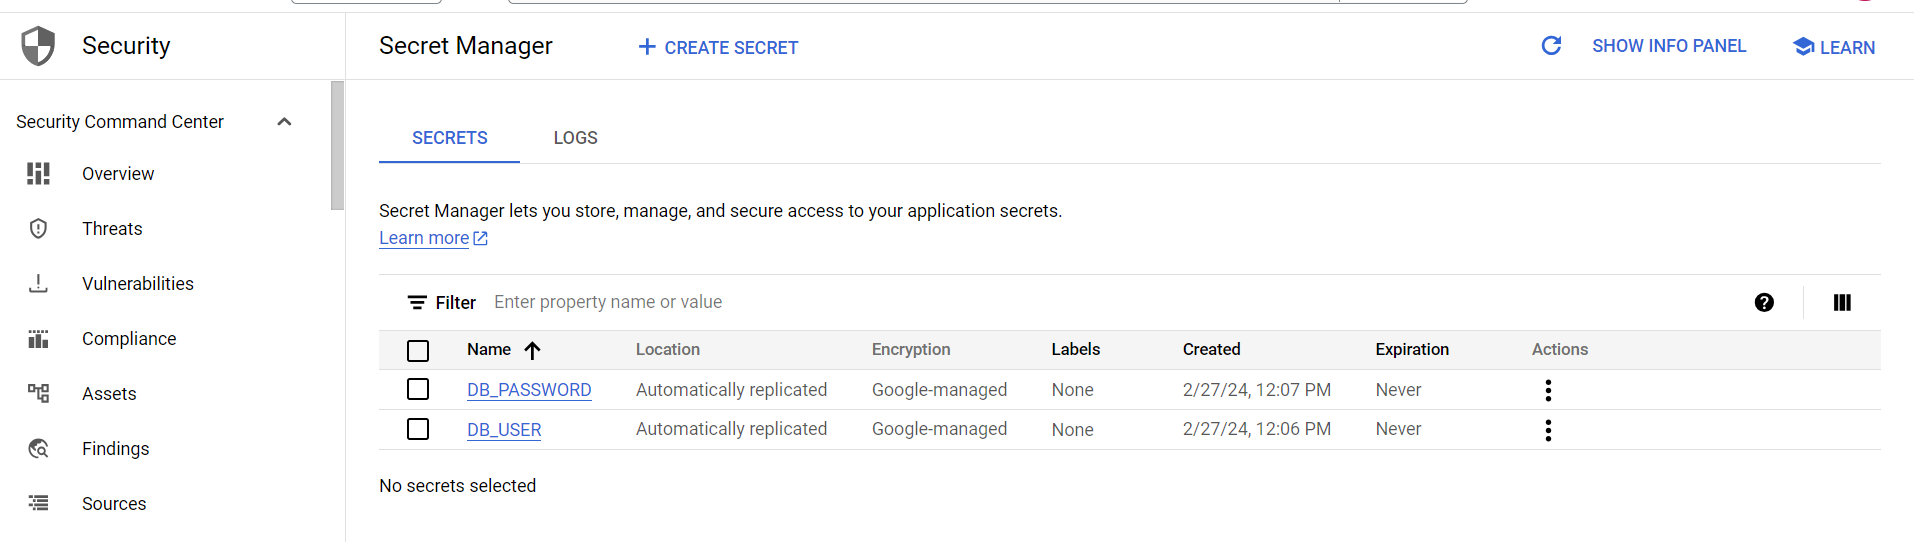 Security
Secret Manager
CREATE SECRET
SHOW INFO PANEL
LEARN
Security Command Center
Overview
Threats
Vulnerabilities
Compliance
Assets
Findings
Sources
SECRETS
LOGS
Secret Manager lets you store, manage, and secure access to your application secrets.
Learn more
Filter Enter property name or value
Name Location Encryption Labels Created Expiration Actions
DB_PASSWORD Automatically replicated Google-managed None 2/27/24, 12:07 PM Never
DB_USER Automatically replicated Google-managed None 2/27/24, 12:06 PM Never
No secrets selected